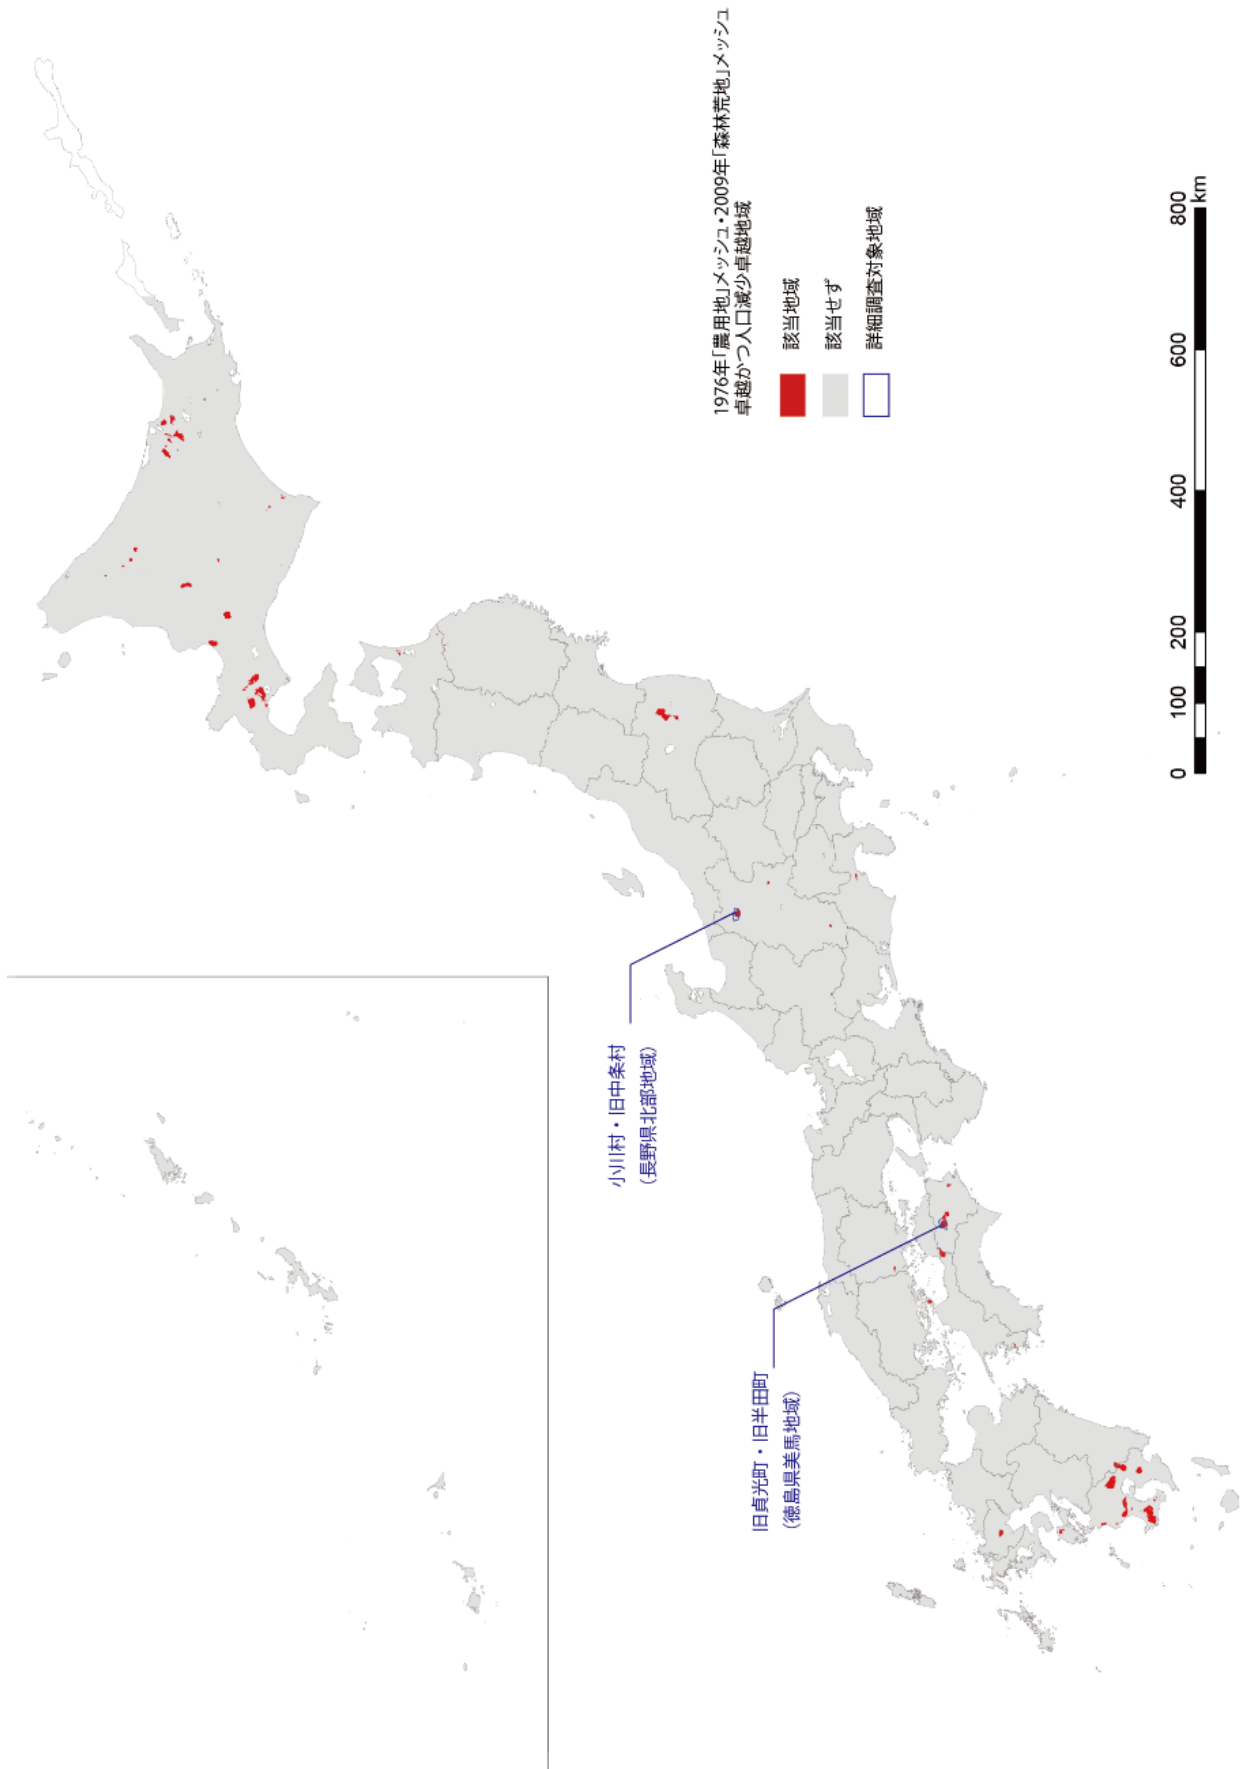 1976年「農用地」メッシュ・2009年「森林荒地」メッシュ
卓越かつ人口減少卓越地域
該当地域
該当せず
詳細調査対象地域
小川村・旧中条村
(長野県北部地域)
旧貞光町・旧半田町
(徳島県美馬地域)
0 100 200 400 600 800
km